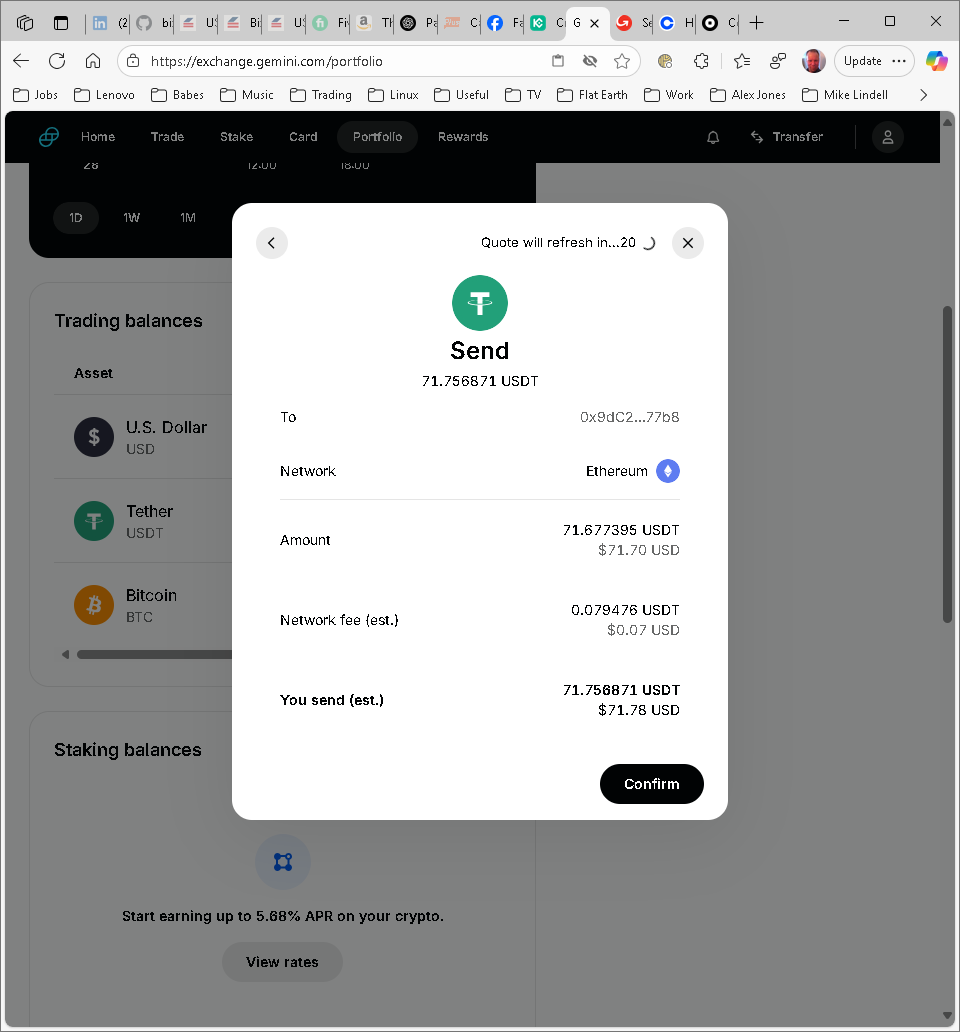 (2
bi
U
Bi
U
Fiv
Th
Pa
C
Fa
Ci
G
Se
H
C
https://exchange.gemini.com/portfolio
Update
Jobs
Lenovo
Babes
Music
Trading
Linux
Useful
TV
Flat Earth
Work
Alex Jones
Mike Lindell
Home
Trade
Stake
Card
Portfolio
Rewards
Transfer
28
12:00
18:00
1D
1W
1M
Quote will refresh in...20
Send
71.756871 USDT
To
0x9dC2...77b8
Network
Ethereum
Amount
71.677395 USDT
$71.70 USD
Network fee (est.)
0.079476 USDT
$0.07 USD
You send (est.)
71.756871 USDT
$71.78 USD
Confirm
Trading balances
Asset
U.S. Dollar
USD
Tether
USDT
Bitcoin
BTC
Staking balances
Start earning up to 5.68% APR on your crypto.
View rates